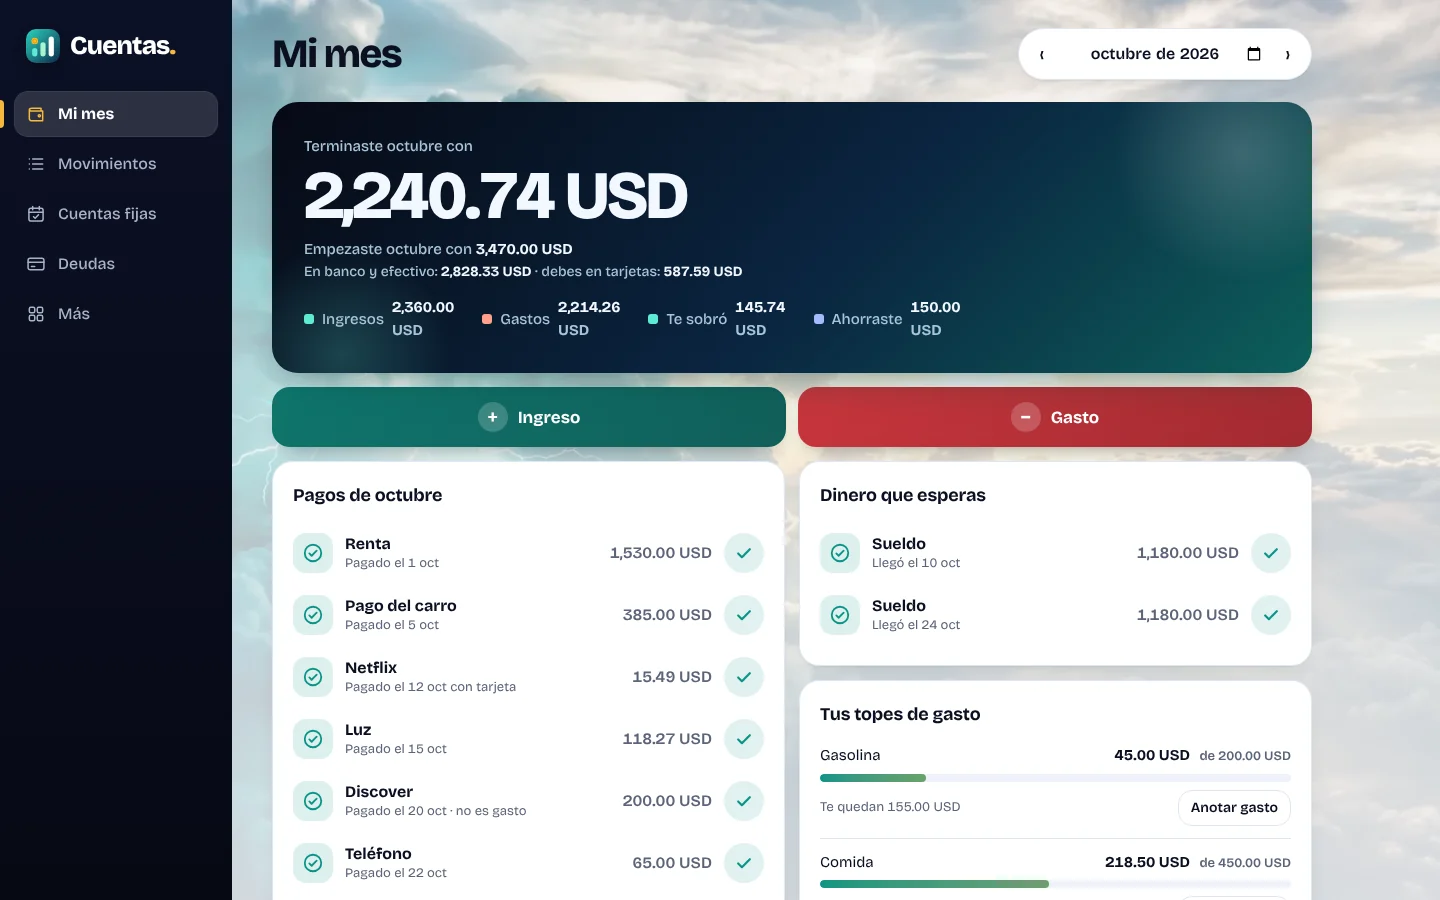 Cuentas.
Mi mes
Movimientos
Cuentas fijas
Deudas
Más
Mi mes
‹ octubre de 2026 ›
Terminaste octubre con
2,240.74 USD
Empezaste octubre con 3,470.00 USD
En banco y efectivo: 2,828.33 USD · debes en tarjetas: 587.59 USD
Ingresos 2,360.00 USD
Gastos 2,214.26 USD
Te sobró 145.74 USD
Ahorraste 150.00 USD
+ Ingreso
− Gasto
Pagos de octubre
Renta 1,530.00 USD
Pagado el 1 oct
Pago del carro 385.00 USD
Pagado el 5 oct
Netflix 15.49 USD
Pagado el 12 oct con tarjeta
Luz 118.27 USD
Pagado el 15 oct
Discover 200.00 USD
Pagado el 20 oct · no es gasto
Teléfono 65.00 USD
Pagado el 22 oct
Dinero que esperas
Sueldo 1,180.00 USD
Llegó el 10 oct
Sueldo 1,180.00 USD
Llegó el 24 oct
Tus topes de gasto
Gasolina 45.00 USD de 200.00 USD
Te quedan 155.00 USD Anotar gasto
Comida 218.50 USD de 450.00 USD